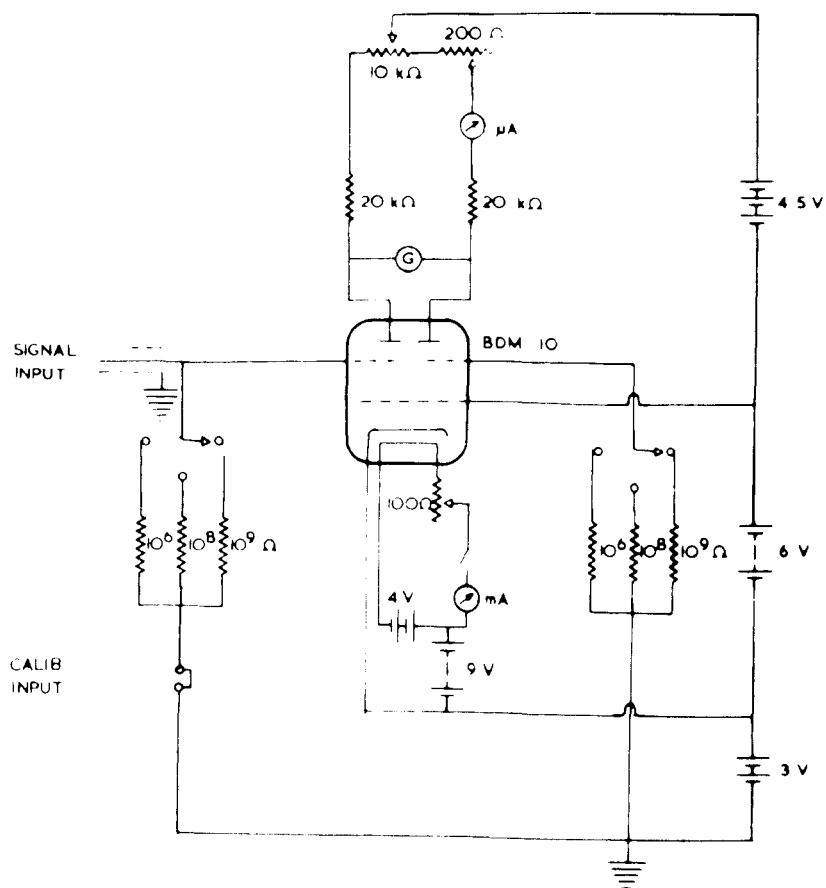 200 Ω
10 kΩ
μA
20 kΩ
20 kΩ
4 5 V
G
BDM 10
SIGNAL
INPUT
100Ω
10⁶
10⁸
10⁹ Ω
10⁶
10⁸
10⁹ Ω
6 V
4 V
mA
9 V
CALIB
INPUT
3 V